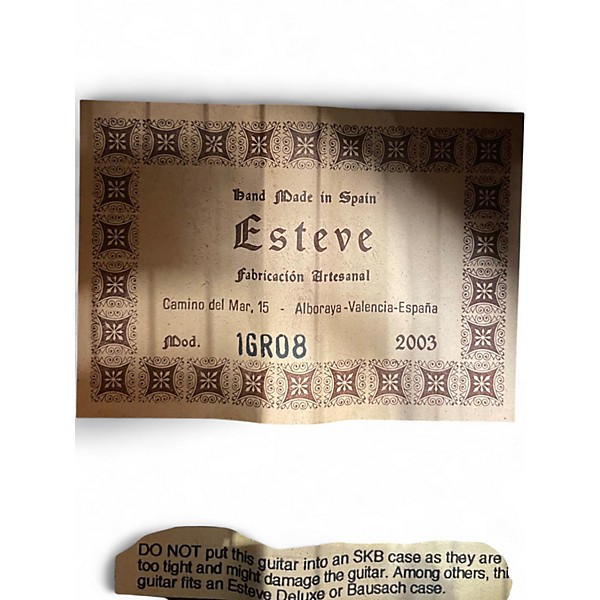 Hand Made in Spain
Esteve
Fabricación Artesanal
Camino del Mar, 15 - Alboraya-Valencia-España
Mod. 1GR08 2003
DO NOT put this guitar into an SKB case as they are
too tight and might damage the guitar. Among others, thi
guitar fits an Esteve Deluxe or Bausach case.